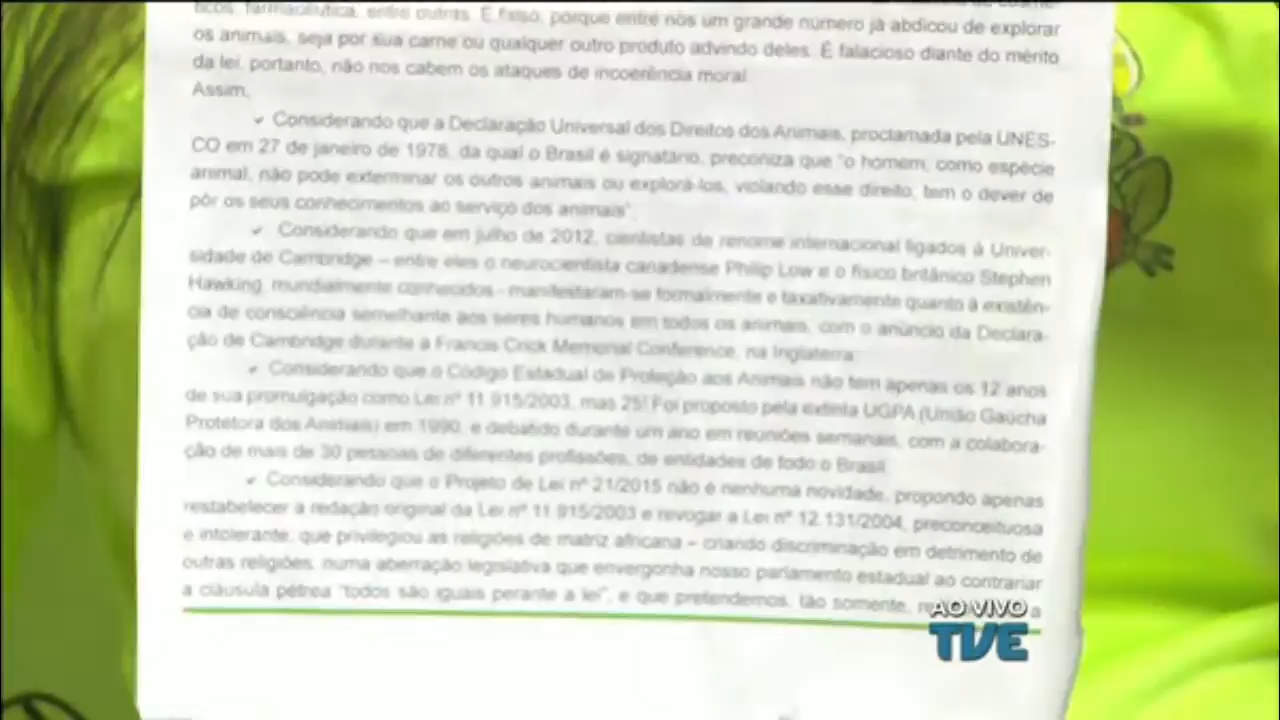 ticos, farmacêutica, entre outras. E fixiso, porque entre nós um grande número já abdicou de explorar
os animais, seja por sua carne ou qualquer outro produto advindo deles. É falacioso diante do mérito
da lei, portanto, não nos cabem os ataques de incoerência moral.
Assim,
✓ Considerando que a Declaração Universal dos Direitos dos Animais, proclamada pela UNES-
CO em 27 de janeiro de 1978, da qual o Brasil é signatário, preconiza que "o homem, como espécie
animal, não pode exterminar os outros animais ou explorá-los, violando esse direito; tem o dever de
pôr os seus conhecimentos ao serviço dos animais";
✓ Considerando que em julho de 2012, cientistas de renome internacional ligados à Univer-
sidade de Cambridge – entre eles o neurocientista canadense Philip Low e o físico britânico Stephen
Hawking, mundialmente conhecidos - manifestaram-se formalmente e taxativamente quanto à existên-
cia de consciência semelhante aos seres humanos em todos os animais, com o anúncio da Declara-
ção de Cambridge durante a Francis Crick Memorial Conference, na Inglaterra
✓ Considerando que o Código Estadual de Proteção aos Animais não tem apenas os 12 anos
de sua promulgação como Lei nº 11.915/2003, mas 25! Foi proposto pela extinta UGPA (União Gaúcha
Protetora dos Animais) em 1990, e debatido durante um ano em reuniões semanais, com a colabora-
ção de mais de 30 pessoas de diferentes profissões, de entidades de todo o Brasil
✓ Considerando que o Projeto de Lei nº 21/2015 não é nenhuma novidade, propondo apenas
restabelecer a redação original da Lei nº 11.915/2003 e revogar a Lei nº 12.131/2004, preconceituosa
e intolerante, que privilegiou as religiões de matriz africana – criando discriminação em detrimento de
outras religiões, numa aberração legislativa que envergonha nosso parlamento estadual ao contrariar
a cláusula pétrea "todos são iguais perante a lei", e que pretendemos, tão somente, a
AO VIVO
TVE